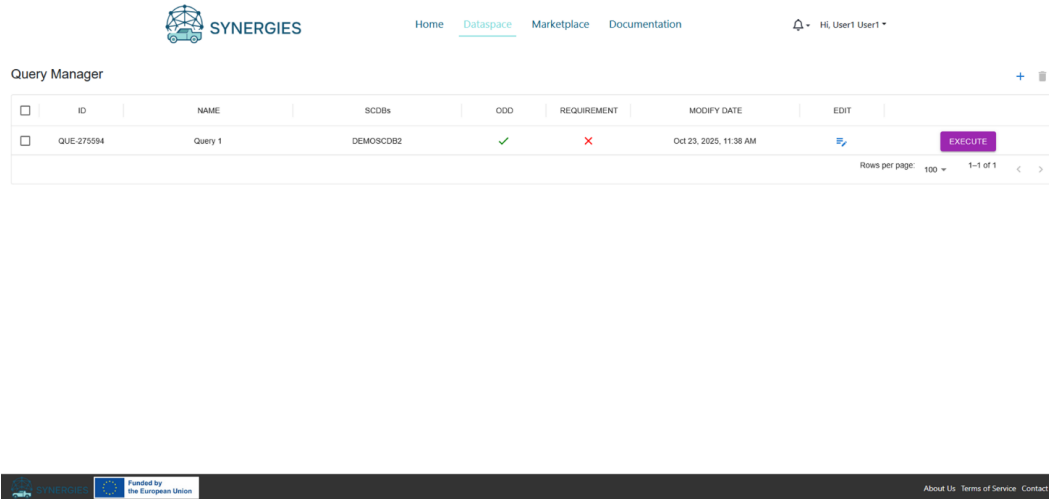 SYNERGIES
Home Dataspace Marketplace Documentation
Hi, User1 User1
Query Manager
ID NAME SCDBs ODD REQUIREMENT MODIFY DATE EDIT
QUE-275594 Query 1 DEMOSCDB2 Oct 23, 2025, 11:38 AM EXECUTE
Rows per page: 100 1–1 of 1
SYNERGIES
Funded by
the European Union
About Us Terms of Service Contact